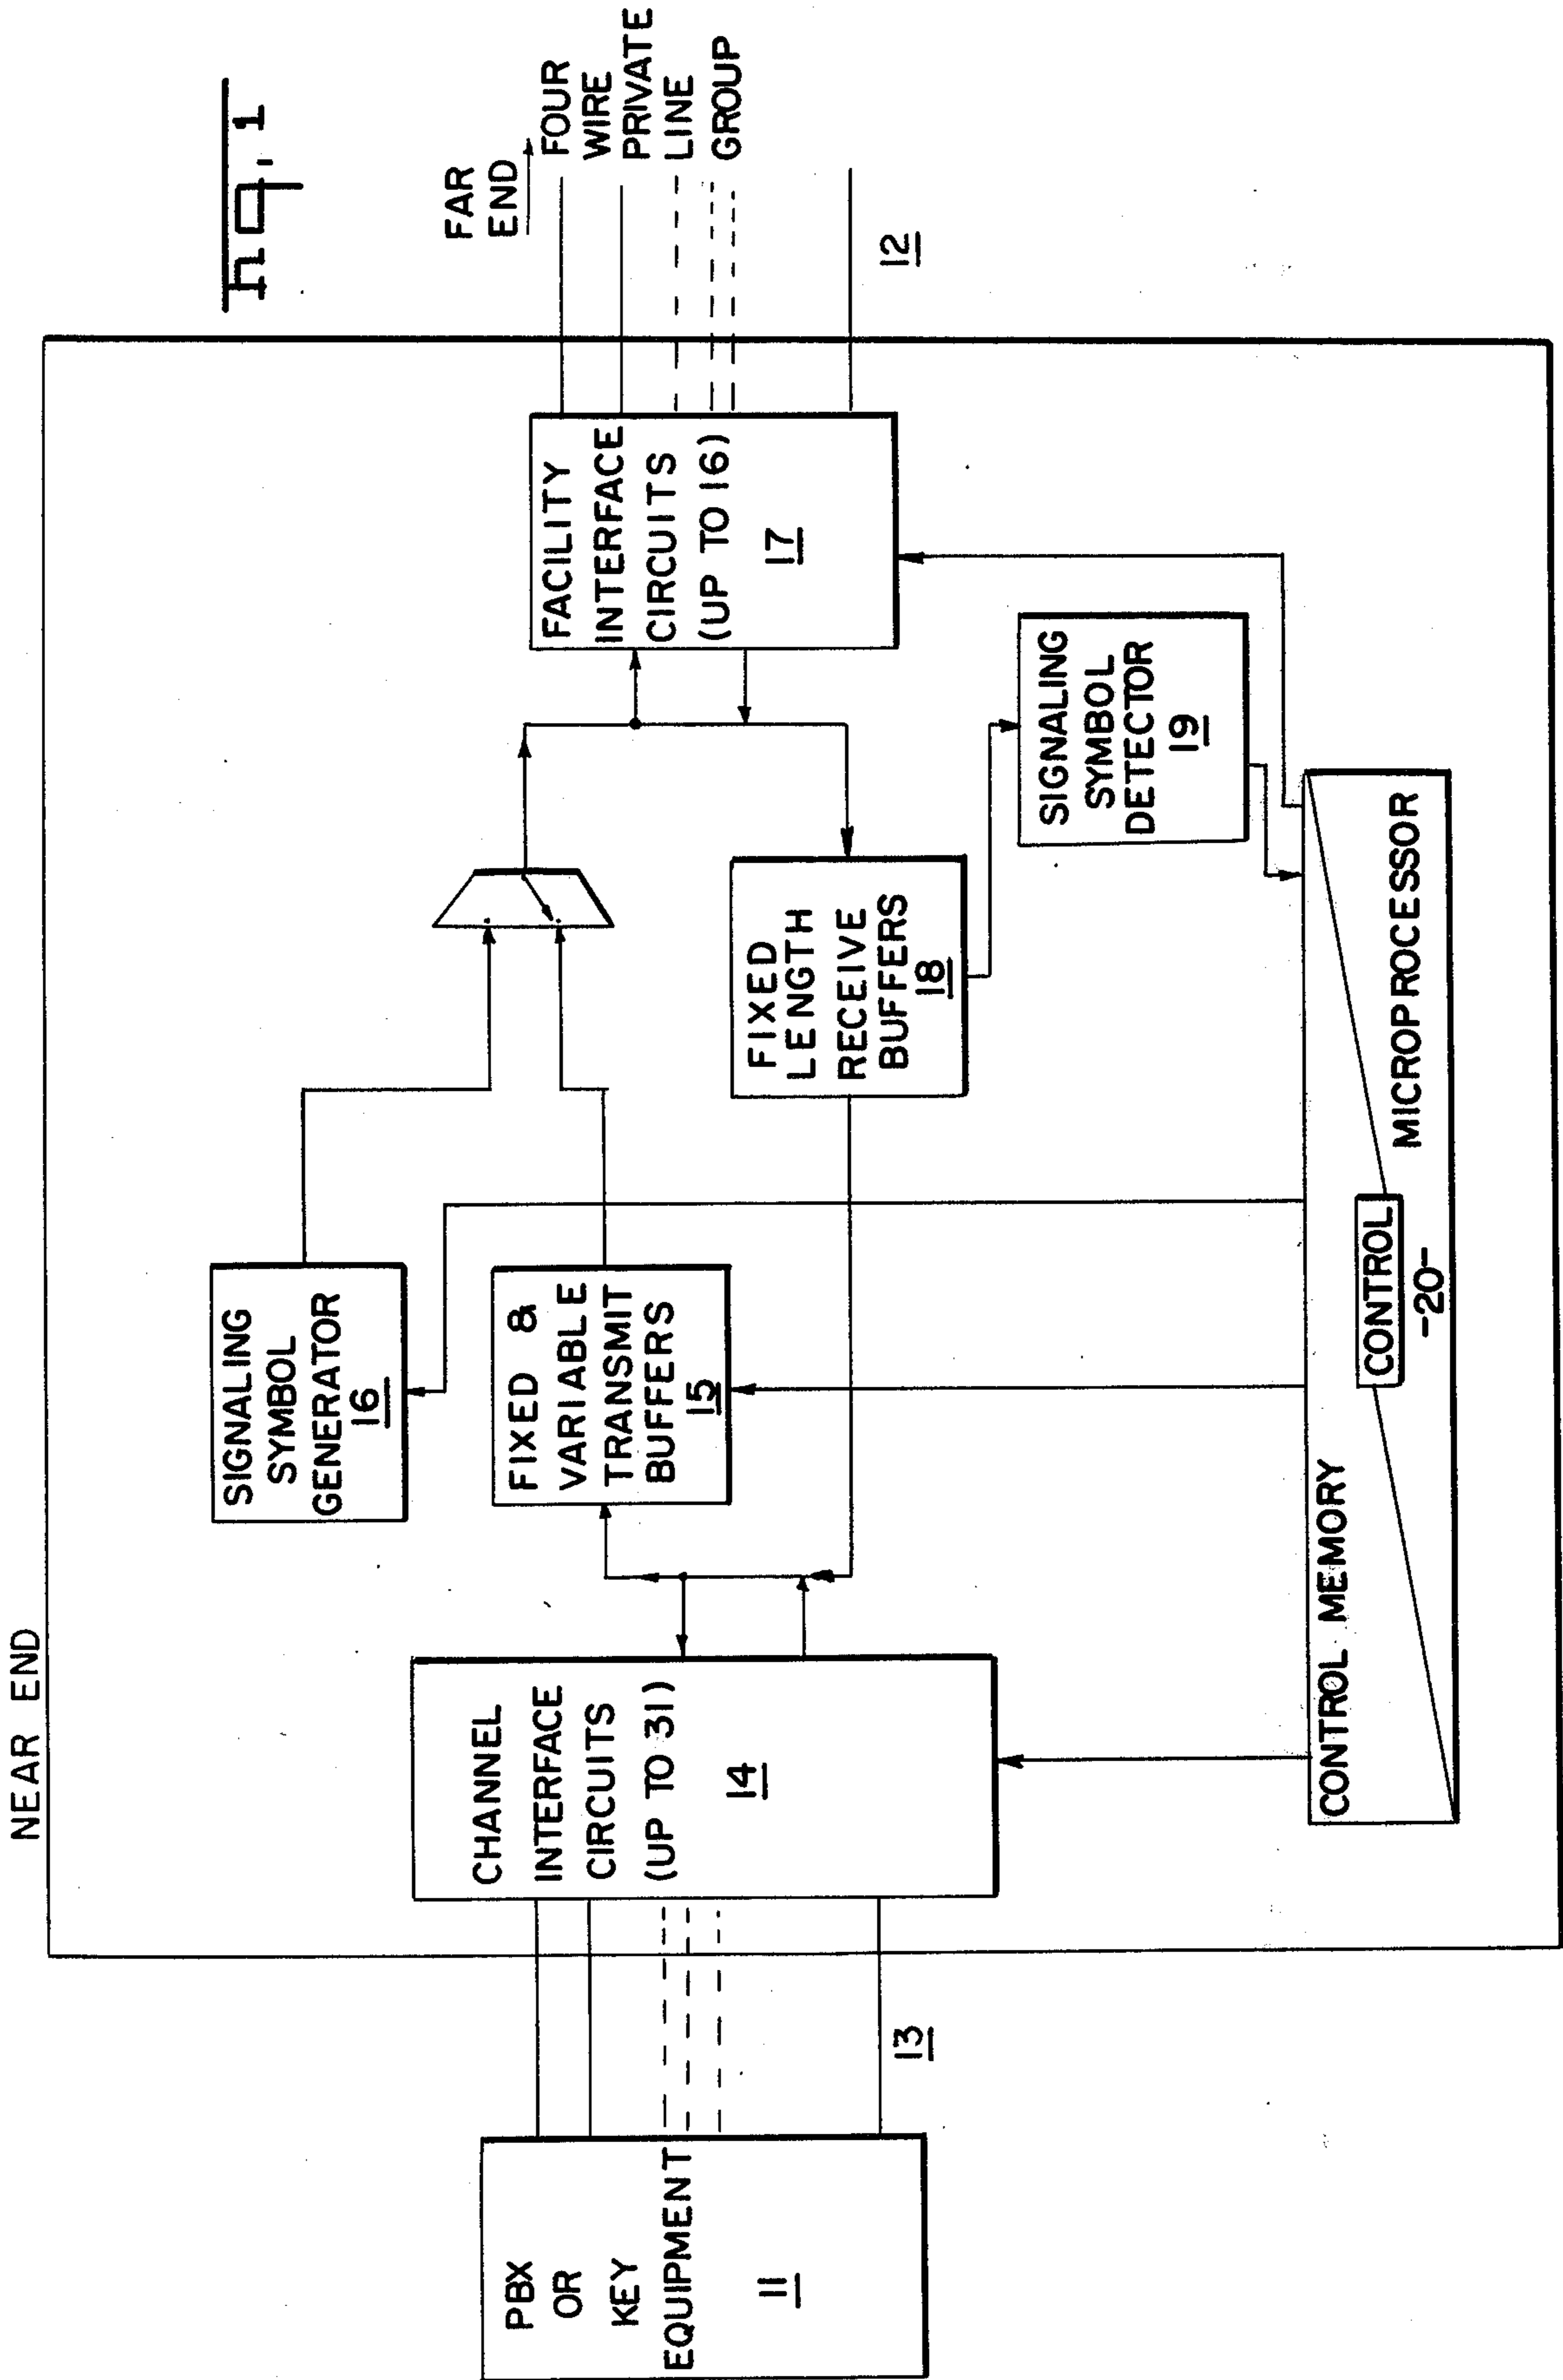 NEAR END
PBX
OR
KEY
EQUIPMENT
11
13
CHANNEL
INTERFACE
CIRCUITS
(UP TO 31)
14
SIGNALING
SYMBOL
GENERATOR
16
FIXED &
VARIABLE
TRANSMIT
BUFFERS
15
FIXED
LENGTH
RECEIVE
BUFFERS
18
FACILITY
INTERFACE
CIRCUITS
(UP TO 16)
17
SIGNALING
SYMBOL
DETECTOR
19
CONTROL MEMORY
CONTROL
-20-
MICROPROCESSOR
FAR
END
FOUR
WIRE
PRIVATE
LINE
GROUP
12